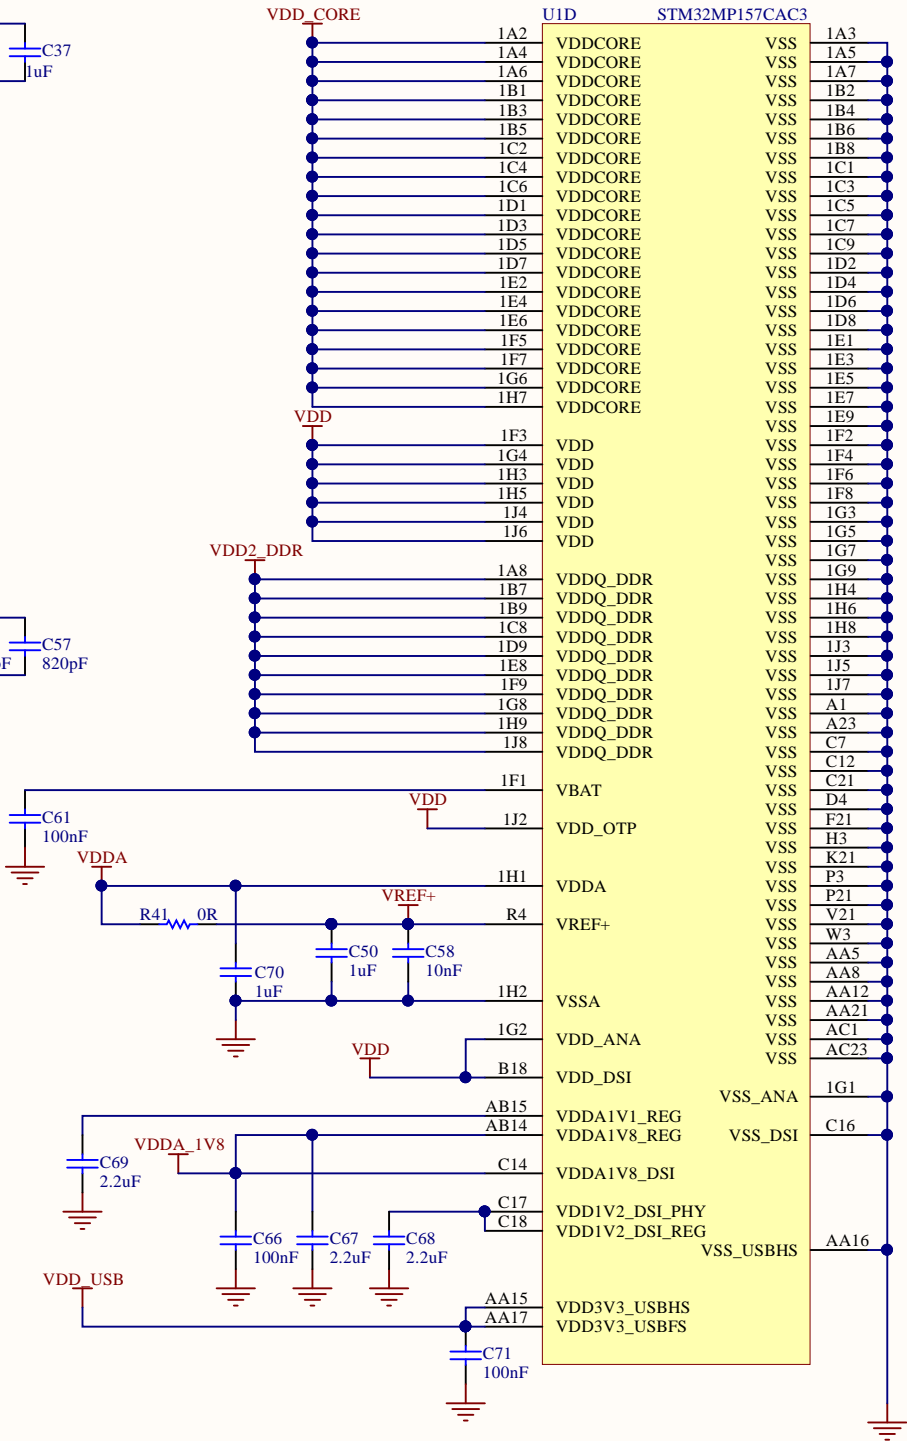 VDD_CORE U1D STM32MP157CAC3
C37
1uF
1A2 VDDCORE VSS 1A3
1A4 VDDCORE VSS 1A5
1A6 VDDCORE VSS 1A7
1B1 VDDCORE VSS 1B2
1B3 VDDCORE VSS 1B4
1B5 VDDCORE VSS 1B6
1C2 VDDCORE VSS 1B8
1C4 VDDCORE VSS 1C1
1C6 VDDCORE VSS 1C3
1D1 VDDCORE VSS 1C5
1D3 VDDCORE VSS 1C7
1D5 VDDCORE VSS 1C9
1D7 VDDCORE VSS 1D2
1E2 VDDCORE VSS 1D4
1E4 VDDCORE VSS 1D6
1E6 VDDCORE VSS 1D8
1F5 VDDCORE VSS 1E1
1F7 VDDCORE VSS 1E3
1G6 VDDCORE VSS 1E5
1H7 VDDCORE VSS 1E7
VDD VSS 1E9
1F3 VDD VSS 1F2
1G4 VDD VSS 1F4
1H3 VDD VSS 1F6
1H5 VDD VSS 1F8
1J4 VDD VSS 1G3
1J6 VDD VSS 1G5
VDD2_DDR VSS 1G7
1A8 VDDQ_DDR VSS 1G9
1B7 VDDQ_DDR VSS 1H4
1B9 VDDQ_DDR VSS 1H6
1C8 VDDQ_DDR VSS 1H8
C57
1D9 VDDQ_DDR VSS 1J3
F 820pF
1E8 VDDQ_DDR VSS 1J5
1F9 VDDQ_DDR VSS 1J7
1G8 VDDQ_DDR VSS A1
1H9 VDDQ_DDR VSS A23
1J8 VDDQ_DDR VSS C7
VSS C12
1F1 VBAT VSS C21
VDD VSS D4
C61
100nF
1J2 VDD_OTP VSS F21
VSS H3
VDDA VSS K21
1H1 VDDA VSS P3
VREF+ VSS P21
R41 0R R4 VREF+ VSS V21
VSS W3
C50 C58 VSS AA5
1uF 10nF
C70 VSS AA8
1uF
1H2 VSSA VSS AA12
VSS AA21
1G2 VDD_ANA VSS AC1
VDD VSS AC23
B18 VDD_DSI
VSS_ANA 1G1
AB15 VDDA1V1_REG
AB14 VDDA1V8_REG VSS_DSI C16
VDDA_1V8
C69
2.2uF
C14 VDDA1V8_DSI
C17 VDD1V2_DSI_PHY
C18 VDD1V2_DSI_REG
C66 C67 C68
100nF 2.2uF 2.2uF
VSS_USBHS AA16
VDD_USB
AA15 VDD3V3_USBHS
AA17 VDD3V3_USBFS
C71
100nF